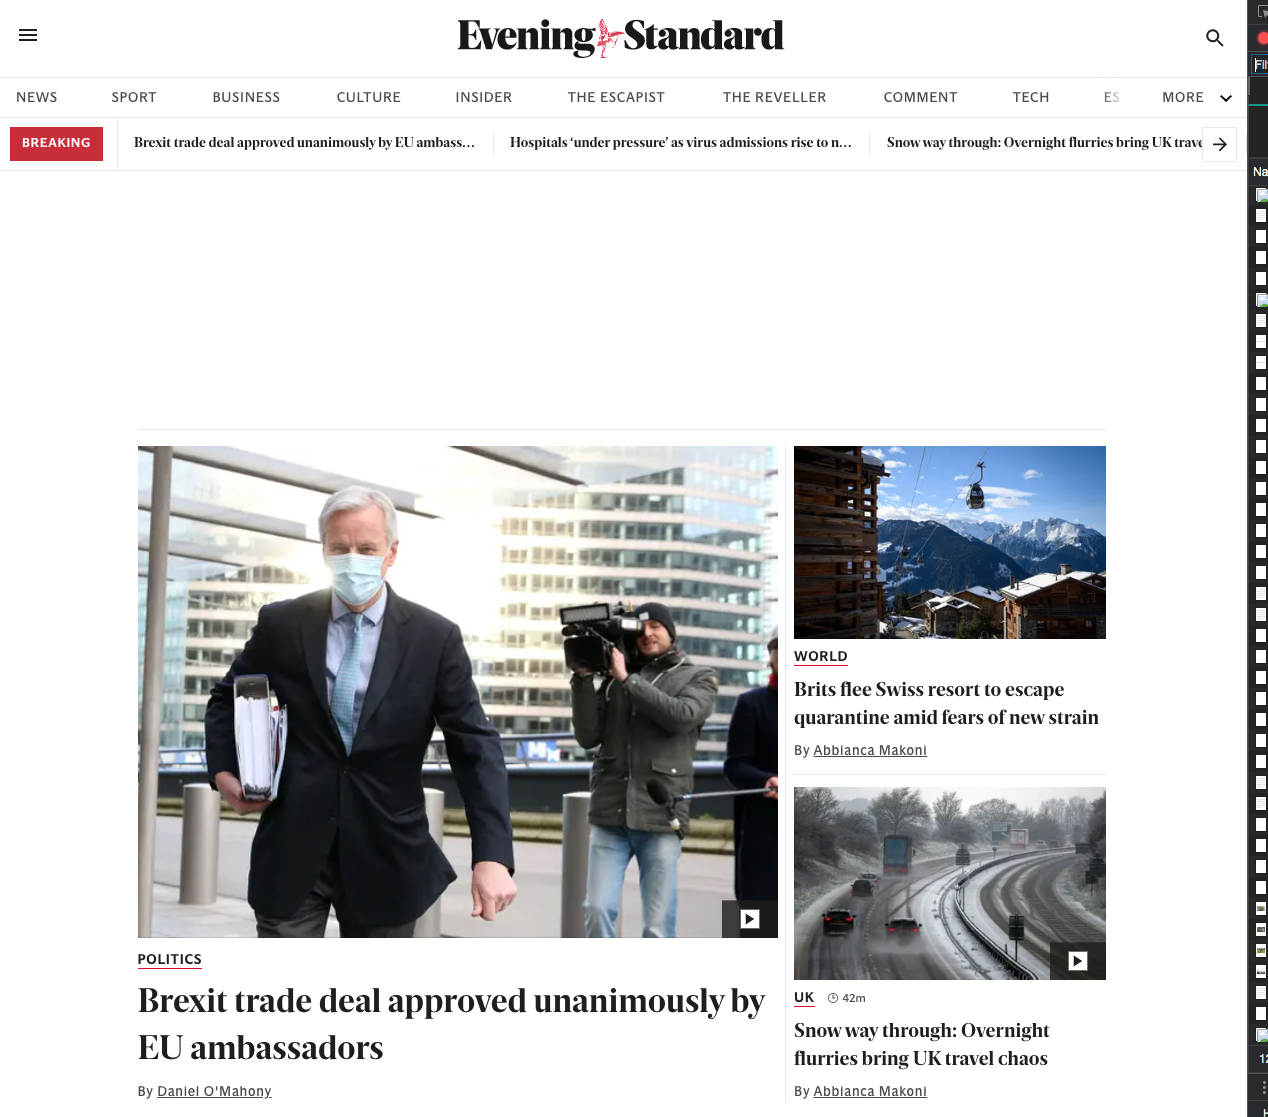 Evening Standard
NEWS SPORT BUSINESS CULTURE INSIDER THE ESCAPIST THE REVELLER COMMENT TECH ES MORE
BREAKING Brexit trade deal approved unanimously by EU ambass... Hospitals ‘under pressure’ as virus admissions rise to n... Snow way through: Overnight flurries bring UK trave
Fil
Na
POLITICS
Brexit trade deal approved unanimously by
EU ambassadors
By Daniel O'Mahony
WORLD
Brits flee Swiss resort to escape
quarantine amid fears of new strain
By Abbianca Makoni
UK 42m
Snow way through: Overnight
flurries bring UK travel chaos
By Abbianca Makoni
12